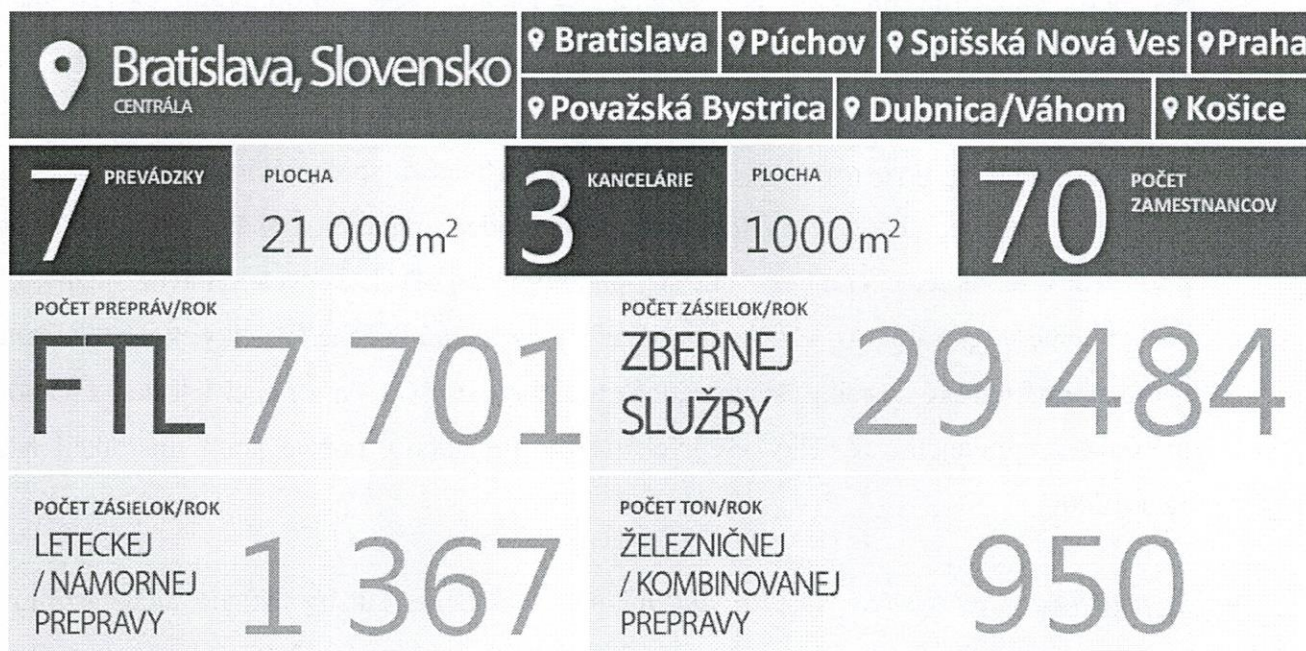 Bratislava, Slovensko
CENTRÁLA
Bratislava
Púchov
Spišská Nová Ves
Praha
Považská Bystrica
Dubnica/Váhom
Košice
7 PREVÁDZKY
PLOCHA
21 000 m²
3 KANCELÁRIE
PLOCHA
1000 m²
70 POČET
ZAMESTNANCOV
POČET PREPRÁV/ROK
FTL 7 701
POČET ZÁSIELOK/ROK
ZBERNEJ
SLUŽBY
29 484
POČET ZÁSIELOK/ROK
LETECKEJ
/ NÁMORNEJ
PREPRAVY
1 367
POČET TON/ROK
ŽELEZNIČNEJ
/ KOMBINOVANEJ
PREPRAVY
950